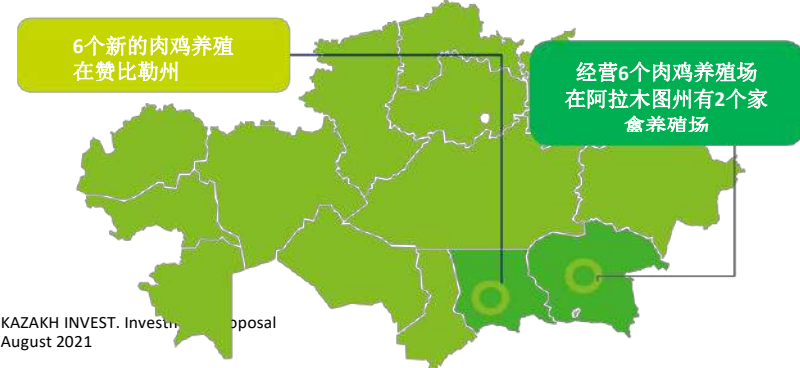 6个新的肉鸡养殖
在赞比勒州
经营6个肉鸡养殖场
在阿拉木图州有2个家
禽养殖场
KAZAKH INVEST. Investm oposal
August 2021